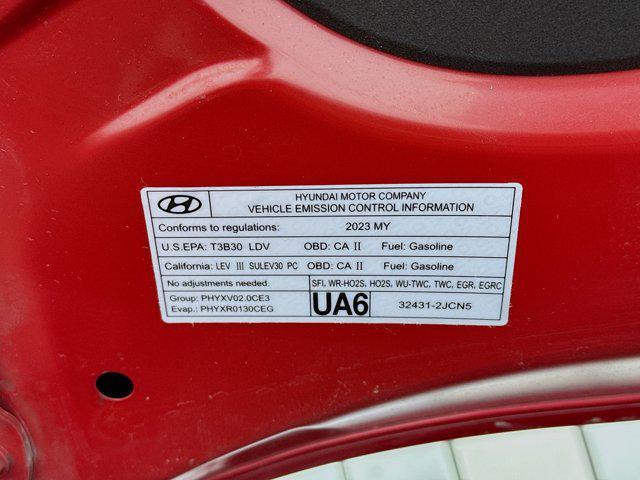 HYUNDAI MOTOR COMPANY
VEHICLE EMISSION CONTROL INFORMATION
Conforms to regulations: 2023 MY
U.S.EPA: T3B30 LDV OBD: CA II Fuel: Gasoline
California: LEV III SULEV30 PC OBD: CA II Fuel: Gasoline
No adjustments needed. SFI, WR-HO2S, HO2S, WU-TWC, TWC, EGR, EGRC
Group: PHYXV02.0CE3
Evap.: PHYXR0130CEG
UA6 32431-2JCN5